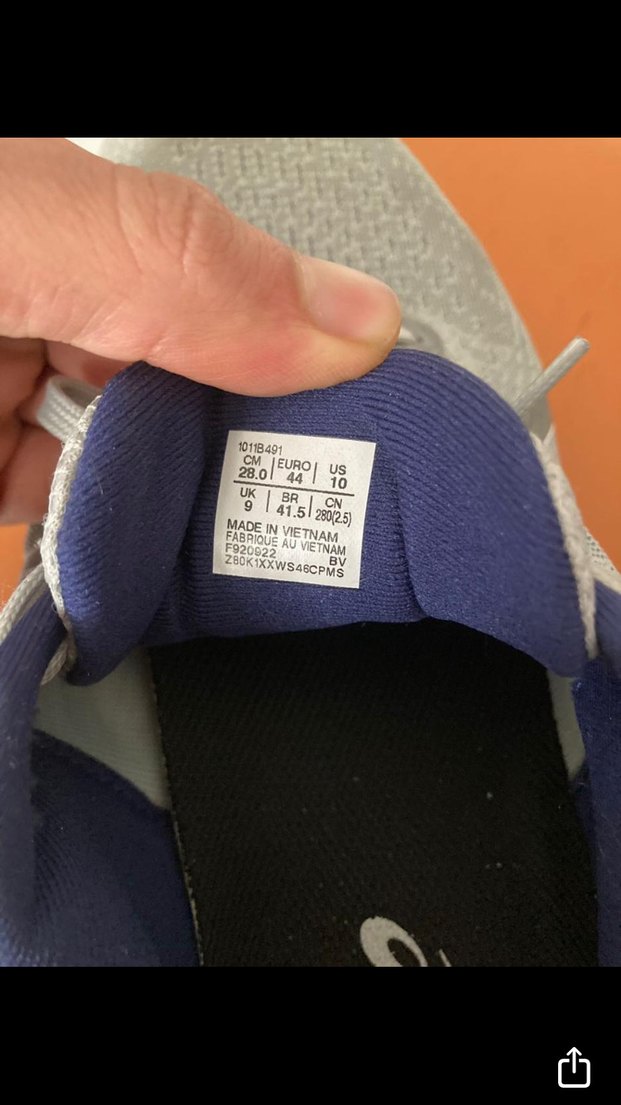 1011B491
CM EURO US
28.0 44 10
UK BR CN
9 41.5 280(2.5)
MADE IN VIETNAM
FABRIQUE AU VIETNAM
F920922 BV
Z80K1XXWS46CPMS